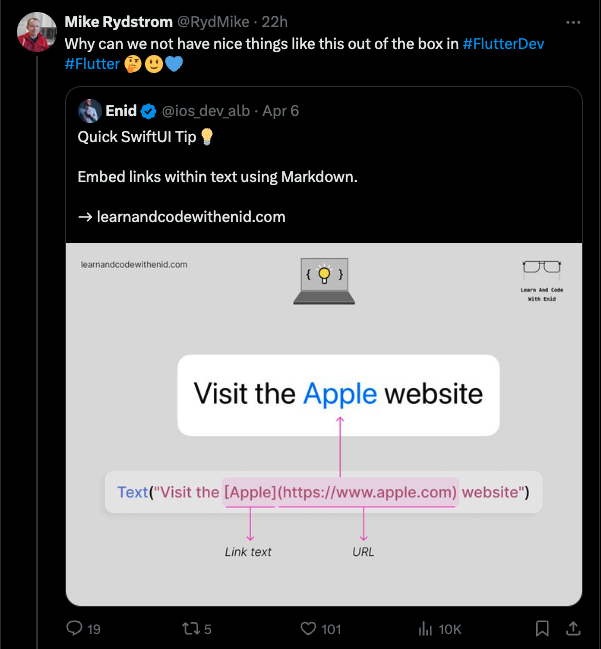 Mike Rydstrom @RydMike · 22h
Why can we not have nice things like this out of the box in #FlutterDev
#Flutter 🤔🙂💙
Enid @ios_dev_alb · Apr 6
Quick SwiftUI Tip💡
Embed links within text using Markdown.
→ learnandcodewithenid.com
learnandcodewithenid.com
{ }
Learn And Code
With Enid
Visit the Apple website
Text("Visit the [Apple](https://www.apple.com) website")
Link text
URL
19
5
101
10K